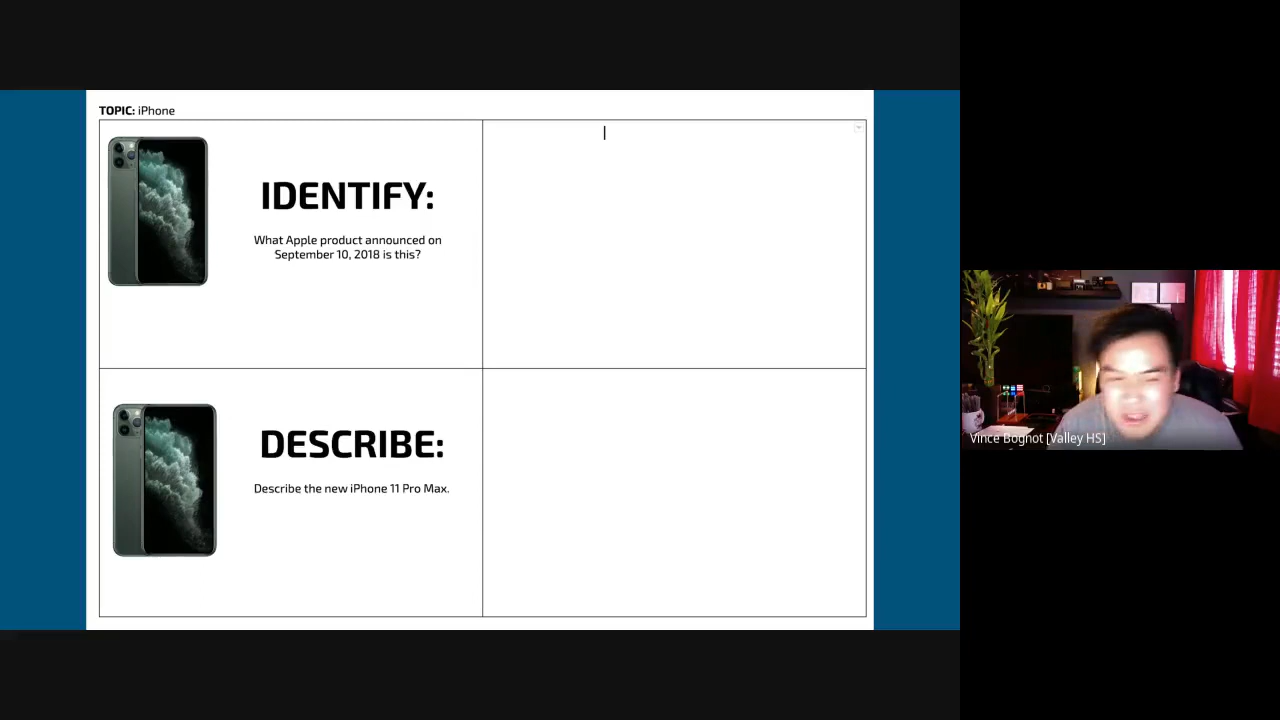 TOPIC: iPhone
IDENTIFY:
What Apple product announced on
September 10, 2018 is this?
DESCRIBE:
Describe the new iPhone 11 Pro Max.
Vince Bognot [Valley HS]